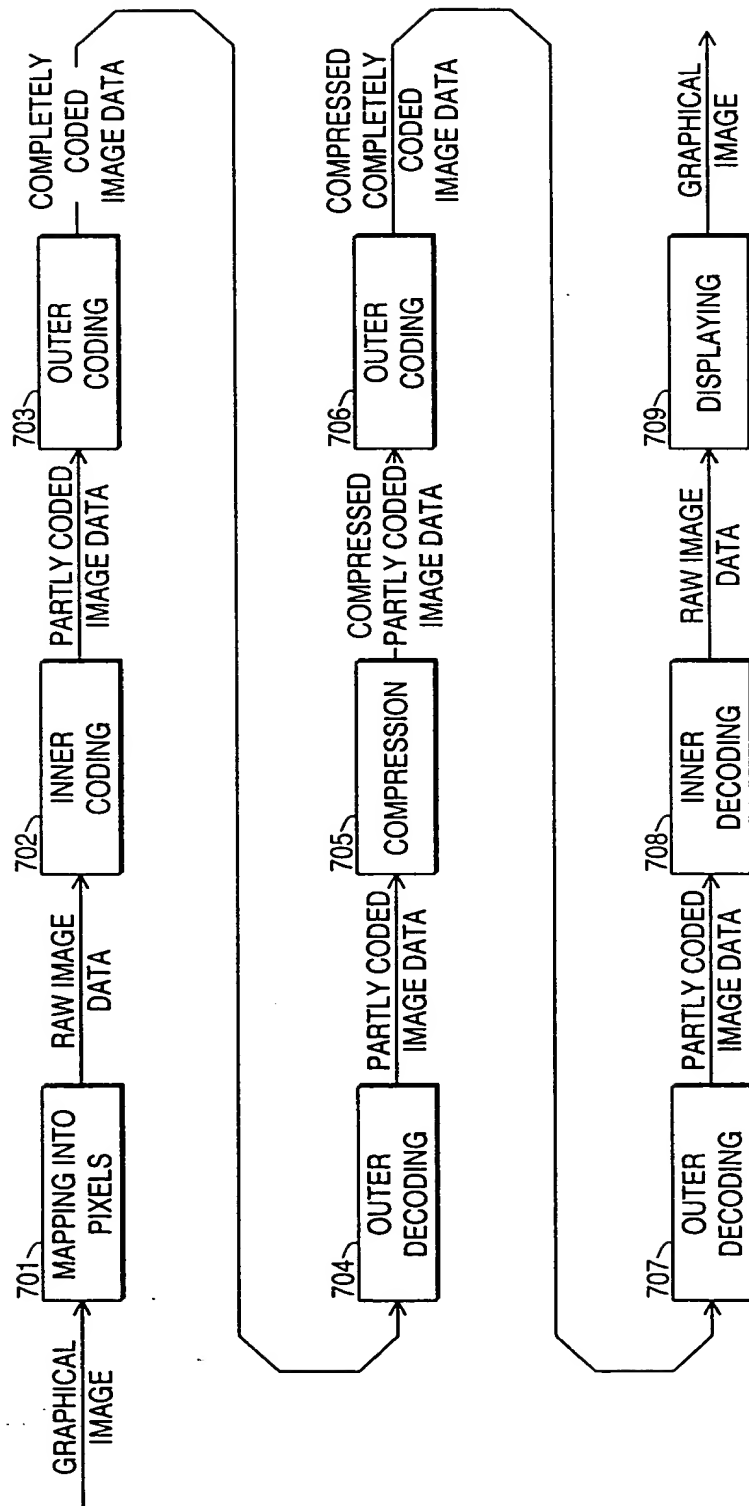 GRAPHICAL
IMAGE
701
MAPPING INTO
PIXELS
RAW IMAGE
DATA
702
INNER
CODING
PARTLY CODED
IMAGE DATA
703
OUTER
CODING
COMPLETELY
CODED
IMAGE DATA
704
OUTER
DECODING
PARTLY CODED
IMAGE DATA
705
COMPRESSION
COMPRESSED
PARTLY CODED
IMAGE DATA
706
OUTER
CODING
COMPRESSED
COMPLETELY
CODED
IMAGE DATA
707
OUTER
DECODING
PARTLY CODED
IMAGE DATA
708
INNER
DECODING
RAW IMAGE
DATA
709
DISPLAYING
GRAPHICAL
IMAGE